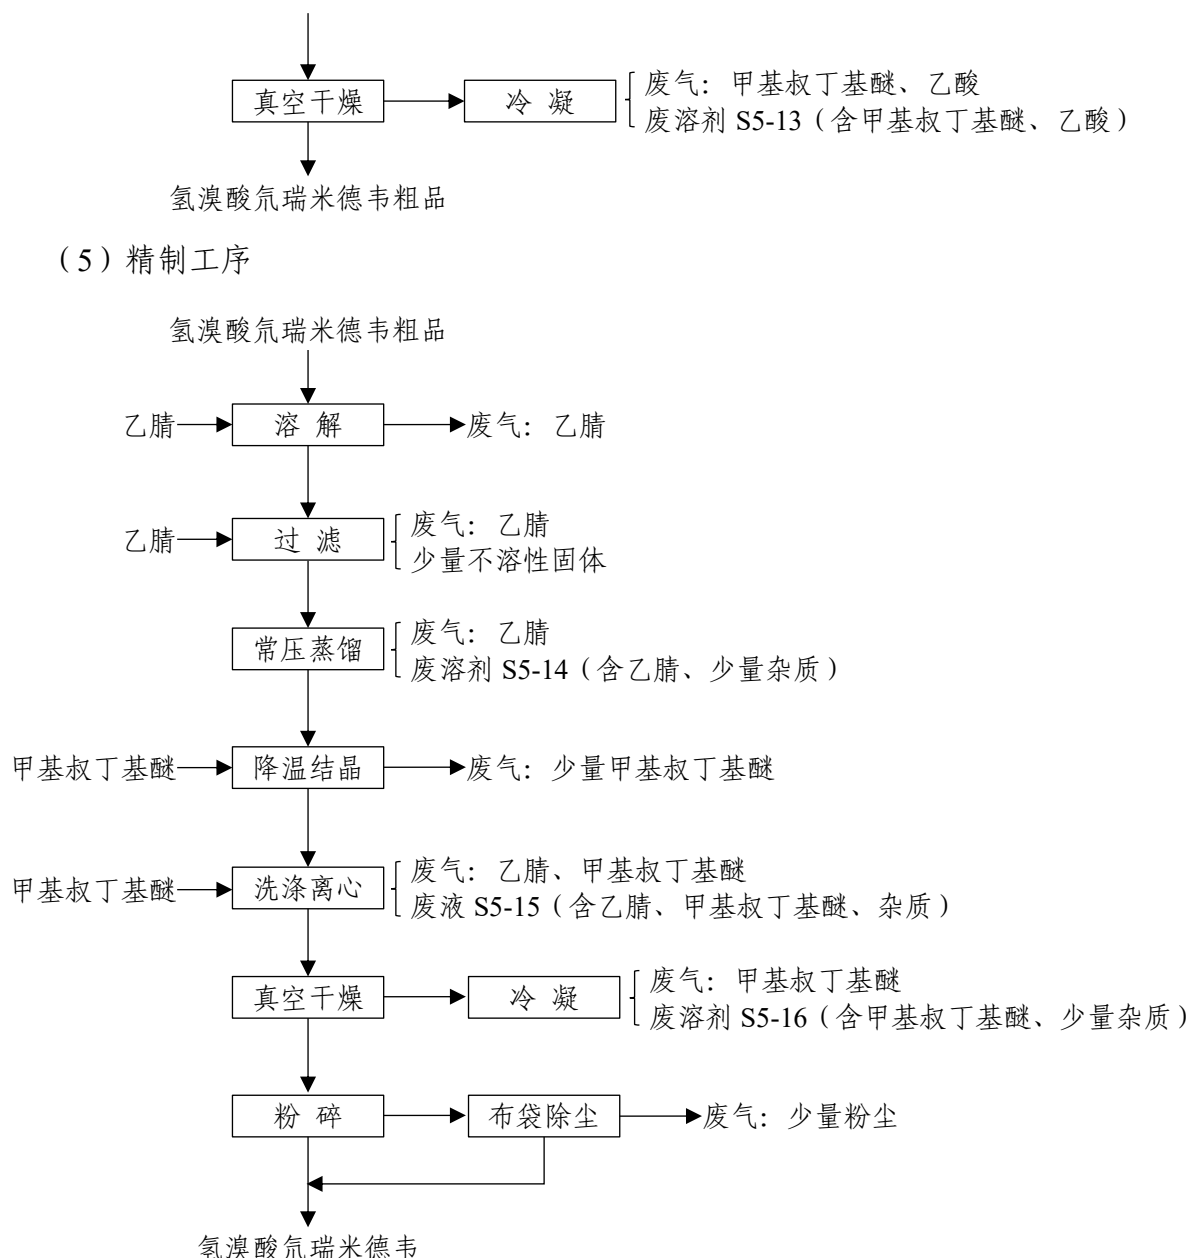 废气：甲基叔丁基醚、乙酸
真空干燥
冷 凝
废溶剂 S5-13（含甲基叔丁基醚、乙酸）
氢溴酸氘瑞米德韦粗品
（5）精制工序
氢溴酸氘瑞米德韦粗品
乙腈
溶 解
废气：乙腈
乙腈
过 滤
废气：乙腈
少量不溶性固体
常压蒸馏
废气：乙腈
废溶剂 S5-14（含乙腈、少量杂质）
甲基叔丁基醚
降温结晶
废气：少量甲基叔丁基醚
甲基叔丁基醚
洗涤离心
废气：乙腈、甲基叔丁基醚
废液 S5-15（含乙腈、甲基叔丁基醚、杂质）
真空干燥
冷 凝
废气：甲基叔丁基醚
废溶剂 S5-16（含甲基叔丁基醚、少量杂质）
粉 碎
布袋除尘
废气：少量粉尘
氢溴酸氘瑞米德韦